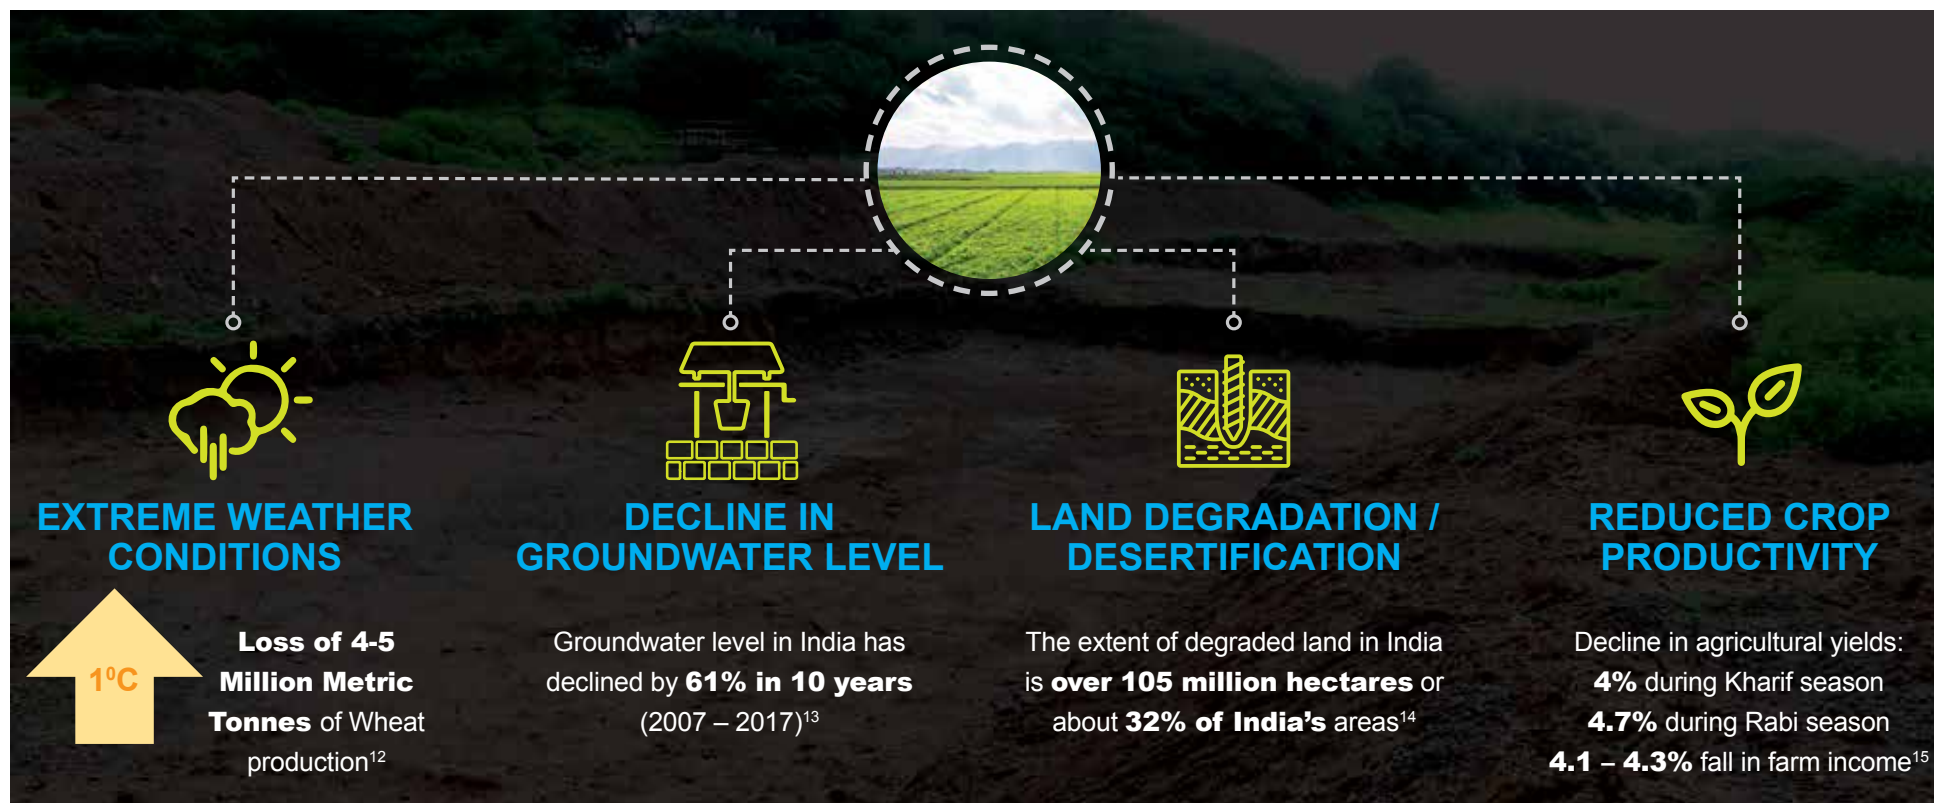 EXTREME WEATHER
CONDITIONS
1⁰C
Loss of 4-5
Million Metric
Tonnes of Wheat
production¹²
DECLINE IN
GROUNDWATER LEVEL
Groundwater level in India has
declined by 61% in 10 years
(2007 – 2017)¹³
LAND DEGRADATION /
DESERTIFICATION
The extent of degraded land in India
is over 105 million hectares or
about 32% of India’s areas¹⁴
REDUCED CROP
PRODUCTIVITY
Decline in agricultural yields:
4% during Kharif season
4.7% during Rabi season
4.1 – 4.3% fall in farm income¹⁵